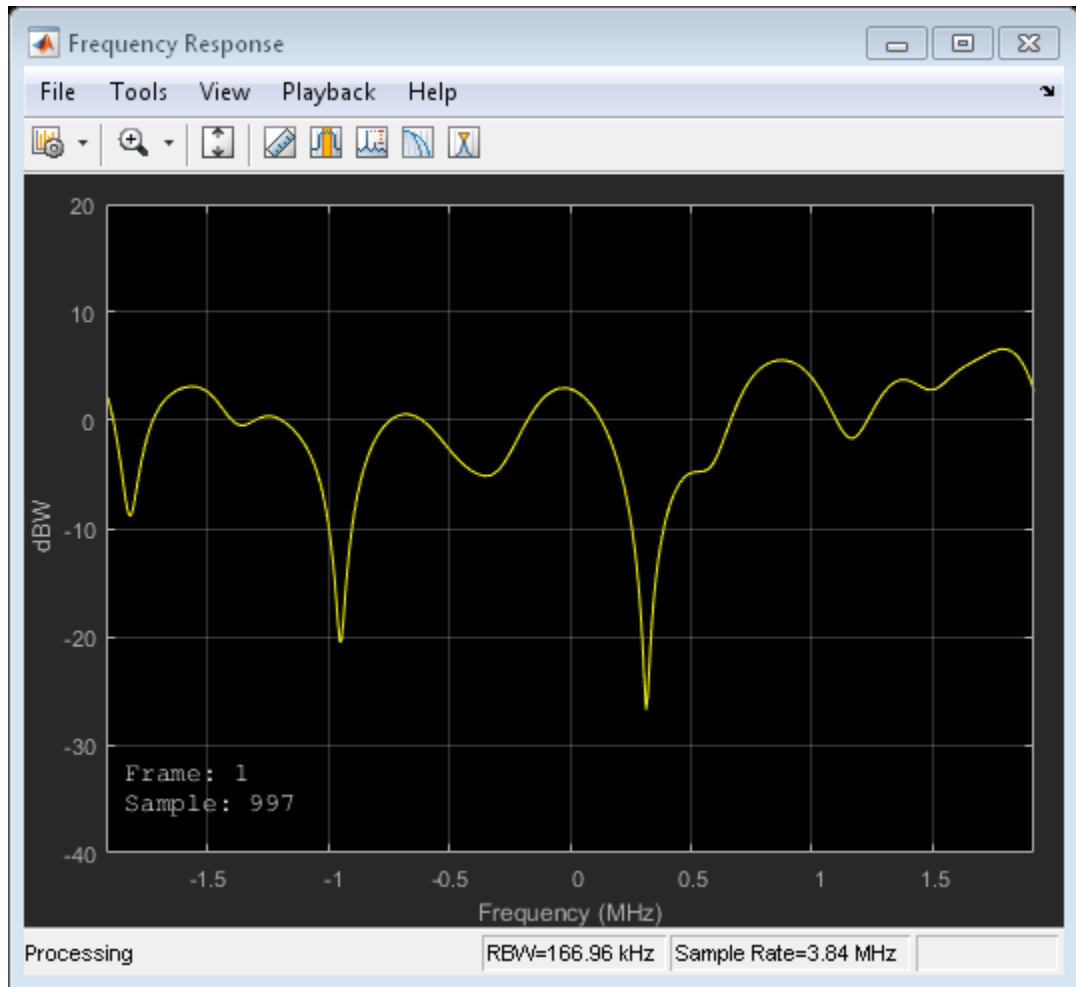 Frequency Response
File Tools View Playback Help
20
10
0
-10
-20
-30
-40
dBW
Frame: 1
Sample: 997
-1.5 -1 -0.5 0 0.5 1 1.5
Frequency (MHz)
Processing RBW=166.96 kHz Sample Rate=3.84 MHz